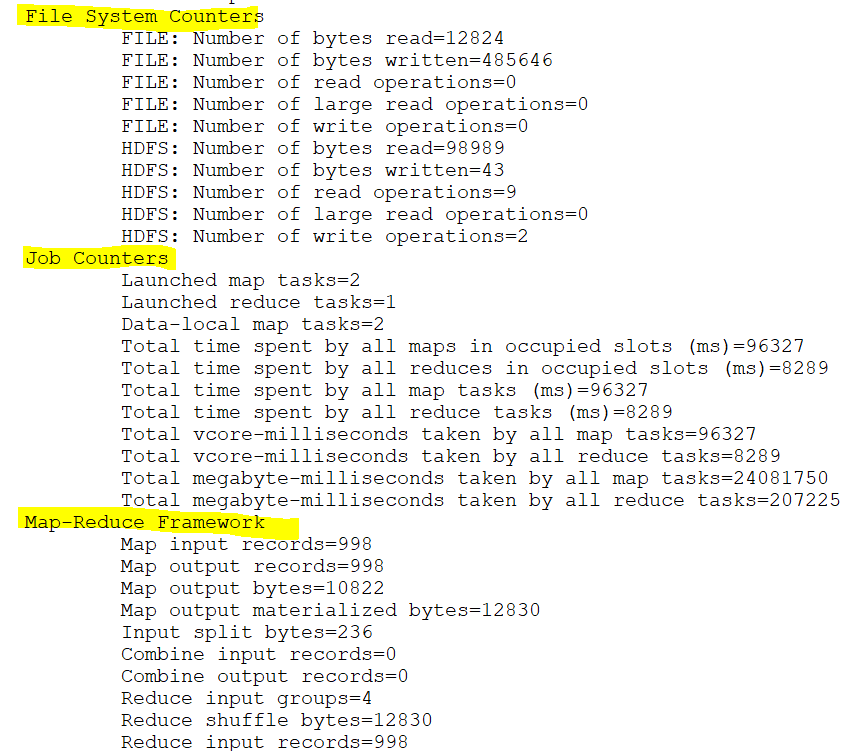 File System Counters
FILE: Number of bytes read=12824
FILE: Number of bytes written=485646
FILE: Number of read operations=0
FILE: Number of large read operations=0
FILE: Number of write operations=0
HDFS: Number of bytes read=98989
HDFS: Number of bytes written=43
HDFS: Number of read operations=9
HDFS: Number of large read operations=0
HDFS: Number of write operations=2
Job Counters
Launched map tasks=2
Launched reduce tasks=1
Data-local map tasks=2
Total time spent by all maps in occupied slots (ms)=96327
Total time spent by all reduces in occupied slots (ms)=8289
Total time spent by all map tasks (ms)=96327
Total time spent by all reduce tasks (ms)=8289
Total vcore-milliseconds taken by all map tasks=96327
Total vcore-milliseconds taken by all reduce tasks=8289
Total megabyte-milliseconds taken by all map tasks=24081750
Total megabyte-milliseconds taken by all reduce tasks=207225
Map-Reduce Framework
Map input records=998
Map output records=998
Map output bytes=10822
Map output materialized bytes=12830
Input split bytes=236
Combine input records=0
Combine output records=0
Reduce input groups=4
Reduce shuffle bytes=12830
Reduce input records=998